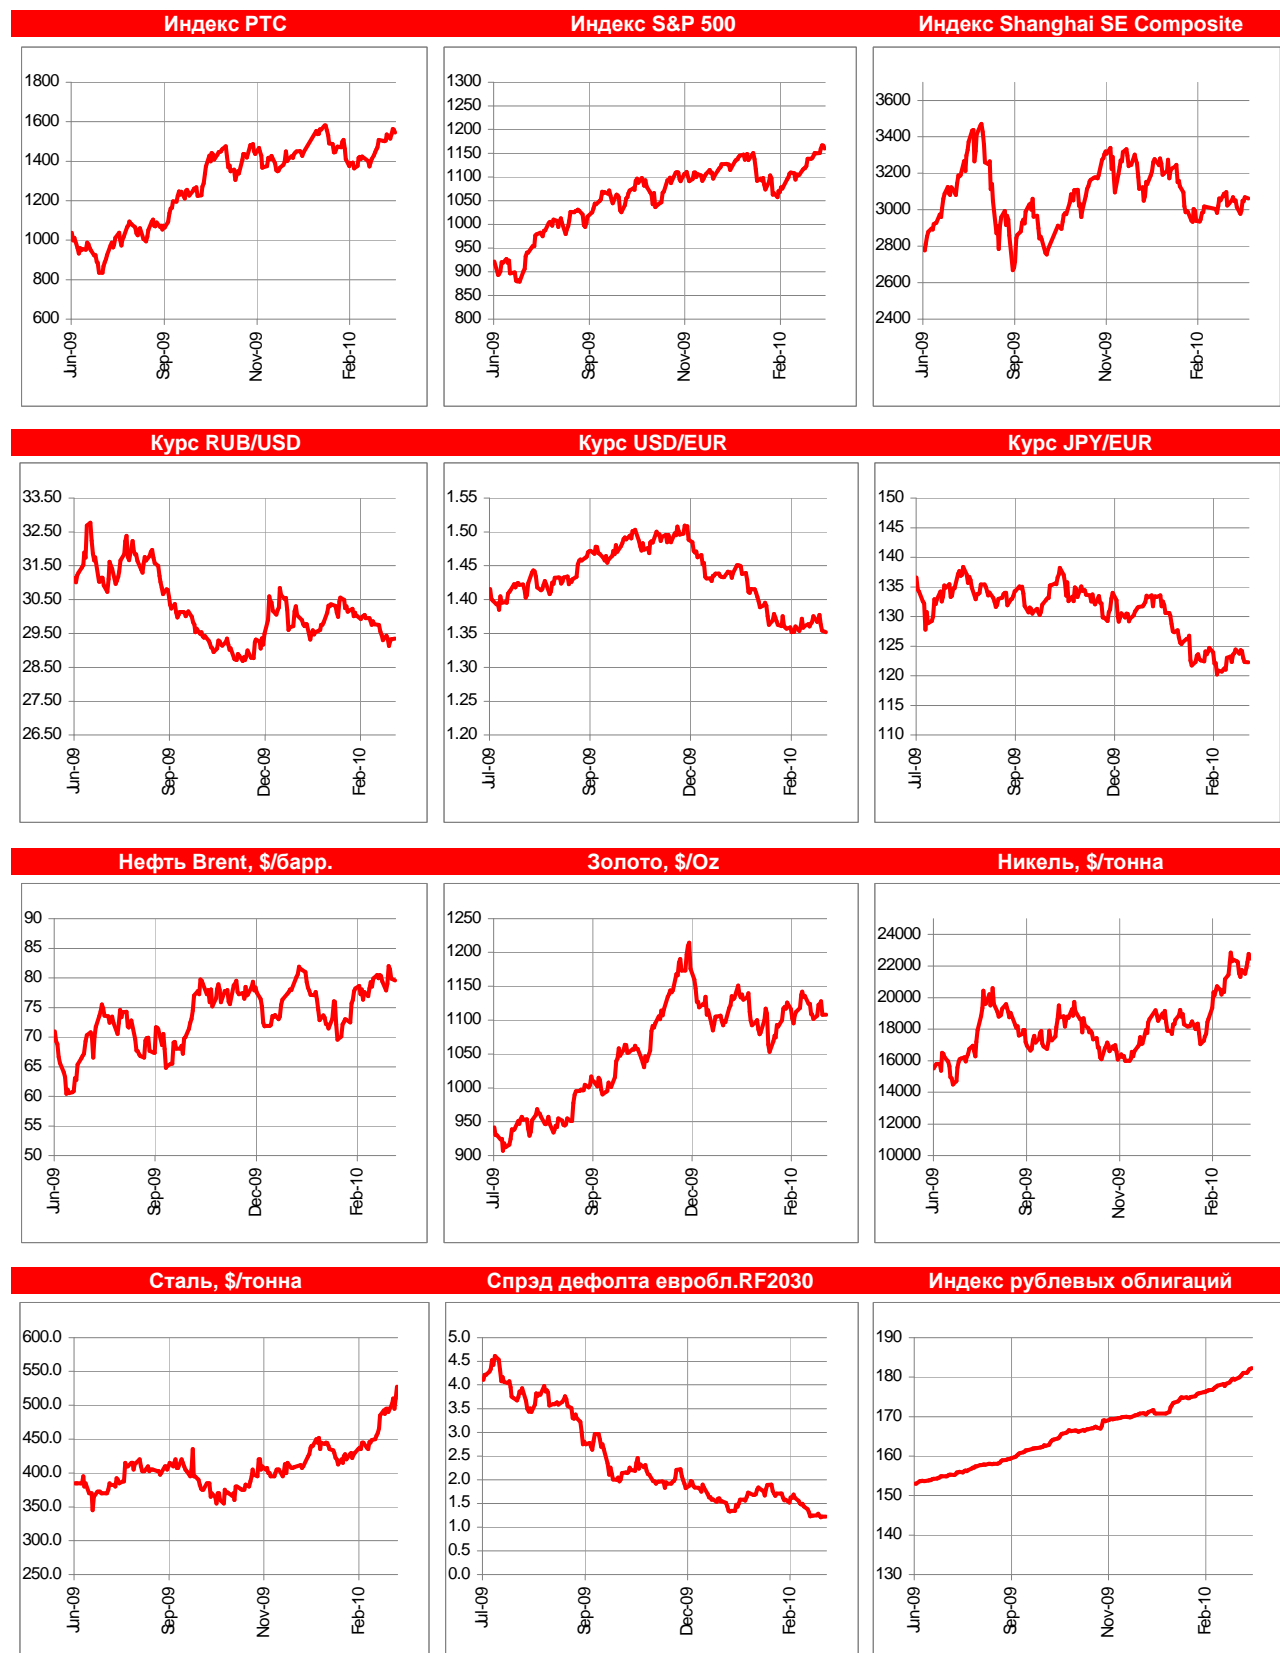 Индекс РТС
Индекс S&P 500
Индекс Shanghai SE Composite
1800
1600
1400
1200
1000
800
600
Jun-09
Sep-09
Nov-09
Feb-10
1300
1250
1200
1150
1100
1050
1000
950
900
850
800
Jun-09
Sep-09
Nov-09
Feb-10
3600
3400
3200
3000
2800
2600
2400
Jun-09
Sep-09
Nov-09
Feb-10
Курс RUB/USD
Курс USD/EUR
Курс JPY/EUR
33.50
32.50
31.50
30.50
29.50
28.50
27.50
26.50
Jun-09
Sep-09
Dec-09
Feb-10
1.55
1.50
1.45
1.40
1.35
1.30
1.25
1.20
Jul-09
Sep-09
Dec-09
Feb-10
150
145
140
135
130
125
120
115
110
Jul-09
Sep-09
Dec-09
Feb-10
Нефть Brent, $/барр.
Золото, $/Oz
Никель, $/тонна
90
85
80
75
70
65
60
55
50
Jun-09
Sep-09
Dec-09
Feb-10
1250
1200
1150
1100
1050
1000
950
900
Jul-09
Sep-09
Dec-09
Feb-10
24000
22000
20000
18000
16000
14000
12000
10000
Jun-09
Sep-09
Nov-09
Feb-10
Сталь, $/тонна
Спрэд дефолта евробл.RF2030
Индекс рублевых облигаций
600.0
550.0
500.0
450.0
400.0
350.0
300.0
250.0
Jun-09
Sep-09
Nov-09
Feb-10
5.0
4.5
4.0
3.5
3.0
2.5
2.0
1.5
1.0
0.5
0.0
Jul-09
Sep-09
Dec-09
Feb-10
190
180
170
160
150
140
130
Jun-09
Sep-09
Nov-09
Feb-10